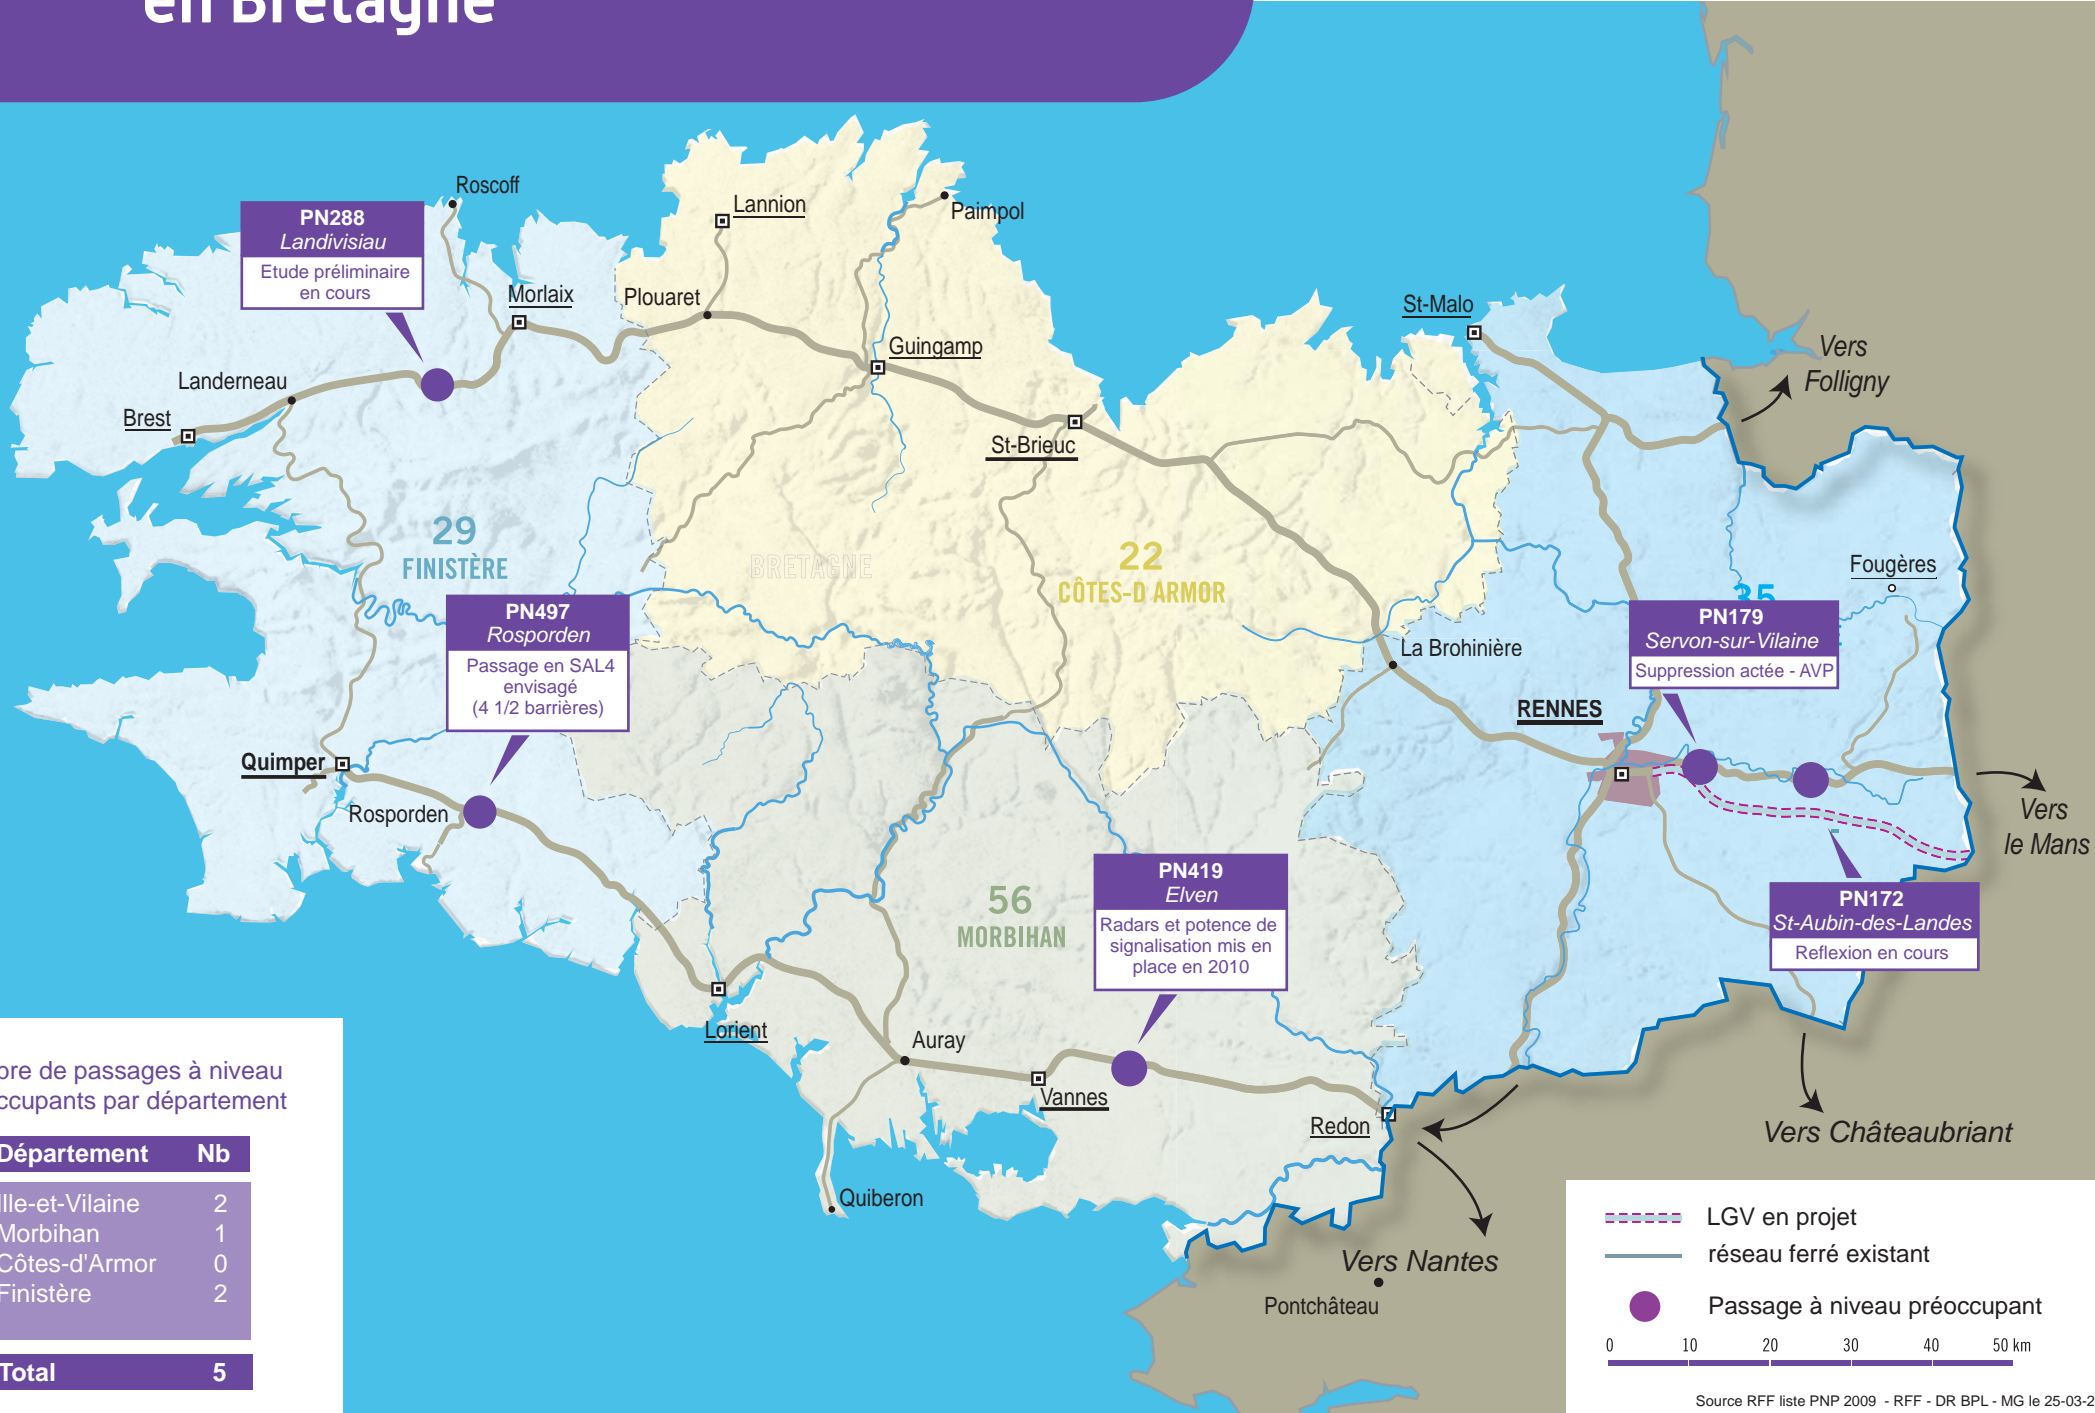 en Bretagne
Roscoff
PN288
Landivisiau
Etude préliminaire
en cours
Lannion
Paimpol
Morlaix
Plouaret
St-Malo
Guingamp
Vers
Folligny
Landerneau
Brest
St-Brieuc
29
FINISTÈRE
BRETAGNE
22
CÔTES-D ARMOR
Fougères
35
PN497
Rosporden
Passage en SAL4
envisagé
(4 1/2 barrières)
PN179
Servon-sur-Vilaine
Suppression actée - AVP
La Brohinière
RENNES
Quimper
Rosporden
Vers
le Mans
PN419
Elven
Radars et potence de
signalisation mis en
place en 2010
56
MORBIHAN
PN172
St-Aubin-des-Landes
Reflexion en cours
Lorient
Auray
Vannes
Redon
Vers Châteaubriant
Quiberon
Vers Nantes
Pontchâteau
bre de passages à niveau
ccupants par département
Département Nb
Ille-et-Vilaine 2
Morbihan 1
Côtes-d'Armor 0
Finistère 2
Total 5
LGV en projet
réseau ferré existant
Passage à niveau préoccupant
0 10 20 30 40 50 km
Source RFF liste PNP 2009 - RFF - DR BPL - MG le 25-03-2